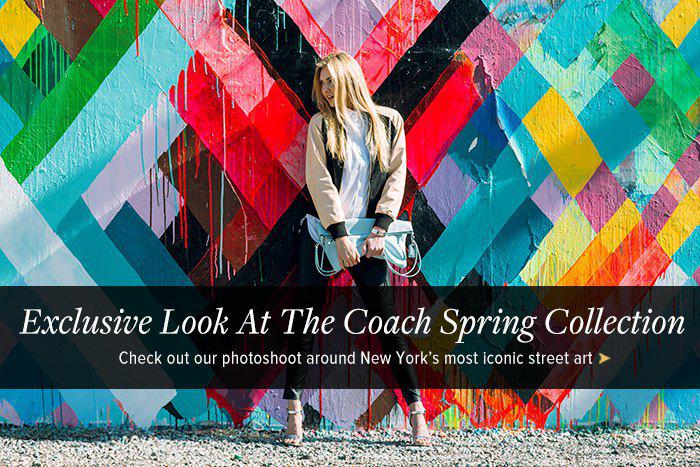 Exclusive Look At The Coach Spring Collection
Check out our photoshoot around New York's most iconic street art ➤